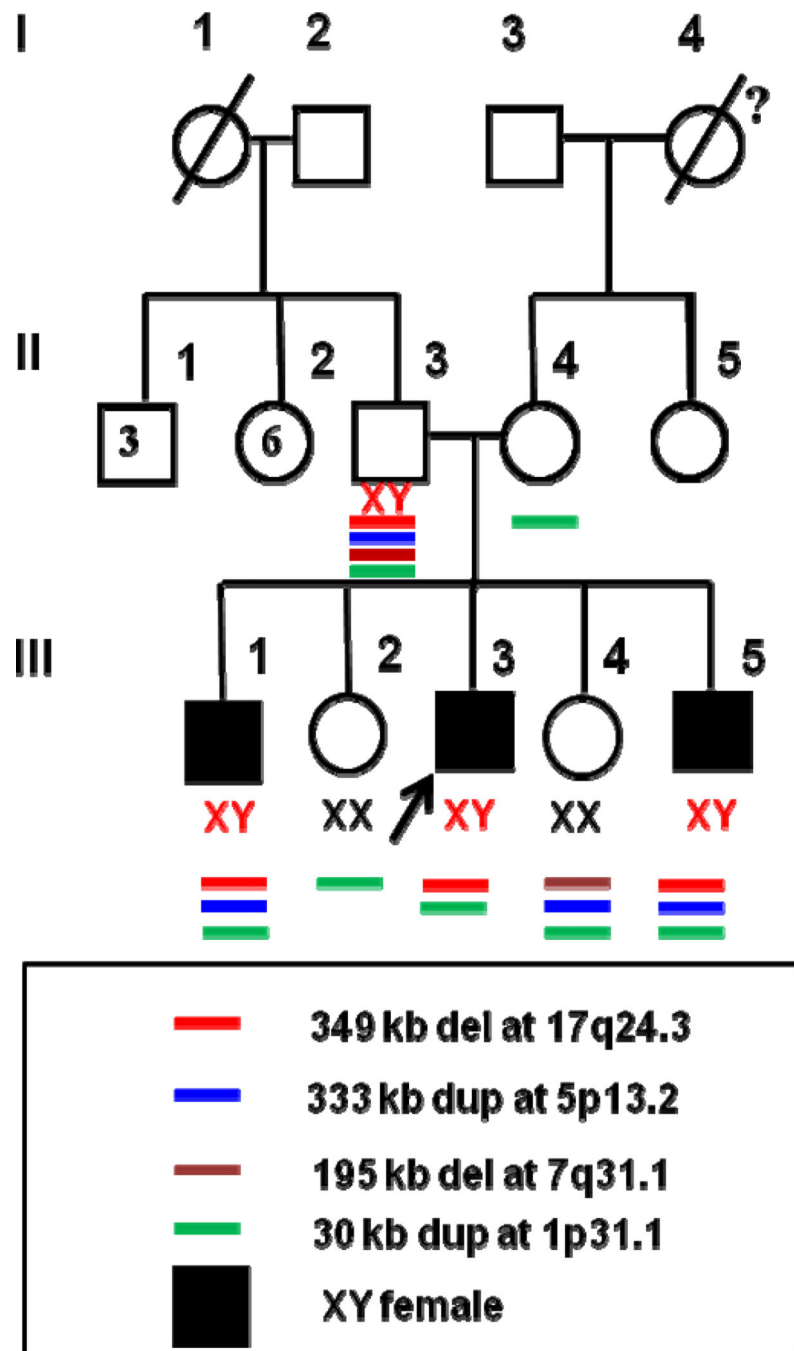 I 1 2 3 4
?
II 1 2 3 4 5
3 6
XY
III 1 2 3 4 5
XY XX XY XX XY
349 kb del at 17q24.3
333 kb dup at 5p13.2
195 kb del at 7q31.1
30 kb dup at 1p31.1
XY female